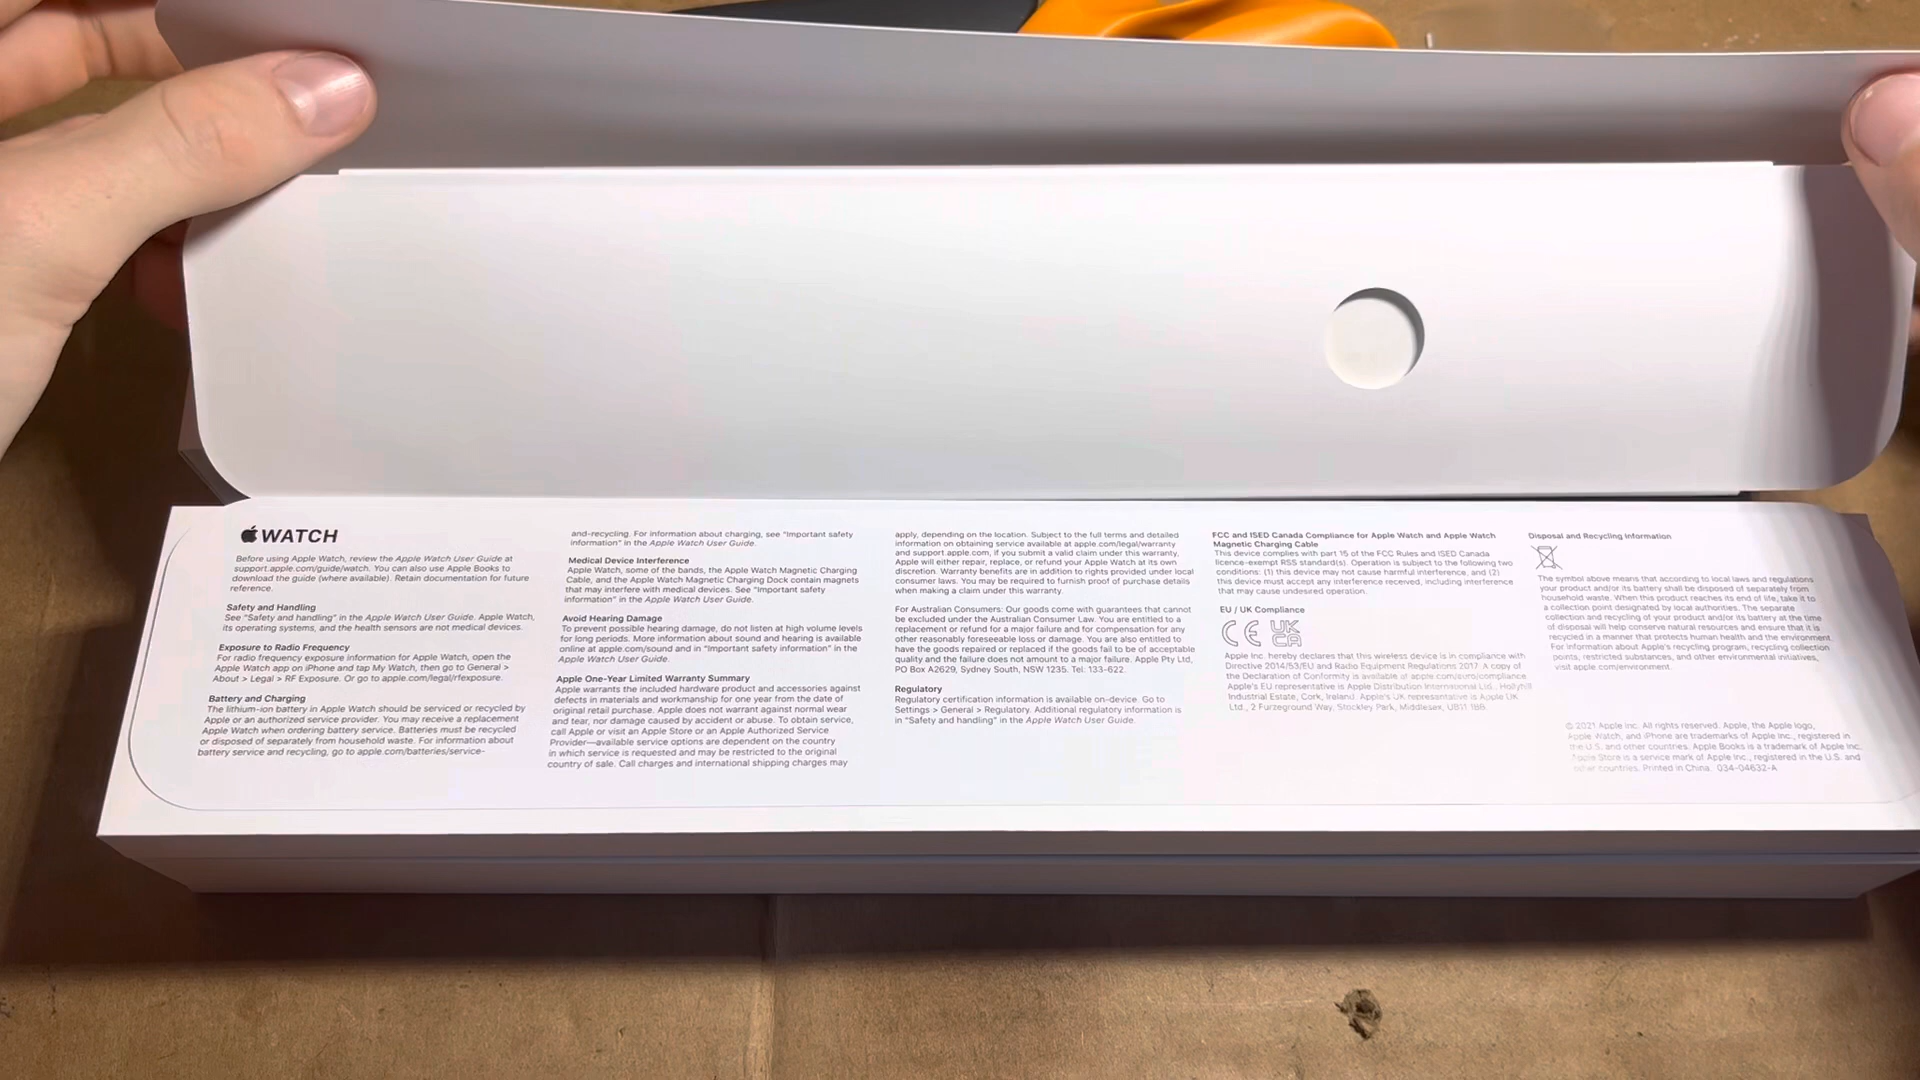 WATCH
Before using Apple Watch, review the Apple Watch User Guide at
support.apple.com/guide/watch. You can also use Apple Books to
download the guide (where available). Retain documentation for future
reference.
Safety and Handling
See “Safety and handling” in the Apple Watch User Guide. Apple Watch,
its operating systems, and the health sensors are not medical devices.
Exposure to Radio Frequency
For radio frequency exposure information for Apple Watch, open the
Apple Watch app on iPhone and tap My Watch, then go to General >
About > Legal > RF Exposure. Or go to apple.com/legal/rfexposure.
Battery and Charging
The lithium-ion battery in Apple Watch should be serviced or recycled by
Apple or an authorized service provider. You may receive a replacement
Apple Watch when ordering battery service. Batteries must be recycled
or disposed of separately from household waste. For information about
battery service and recycling, go to apple.com/batteries/service-
and-recycling. For information about charging, see “Important safety
information” in the Apple Watch User Guide.
Medical Device Interference
Apple Watch, some of the bands, the Apple Watch Magnetic Charging
Cable, and the Apple Watch Magnetic Charging Dock contain magnets
that may interfere with medical devices. See “Important safety
information” in the Apple Watch User Guide.
Avoid Hearing Damage
To prevent possible hearing damage, do not listen at high volume levels
for long periods. More information about sound and hearing is available
online at apple.com/sound and in “Important safety information” in the
Apple Watch User Guide.
Apple One-Year Limited Warranty Summary
Apple warrants the included hardware product and accessories against
defects in materials and workmanship for one year from the date of
original retail purchase. Apple does not warrant against normal wear
and tear, nor damage caused by accident or abuse. To obtain service,
call Apple or visit an Apple Store or an Apple Authorized Service
Provider—available service options are dependent on the country
in which service is requested and may be restricted to the original
country of sale. Call charges and international shipping charges may
apply, depending on the location. Subject to the full terms and detailed
information on obtaining service available at apple.com/legal/warranty
and support.apple.com, if you submit a valid claim under this warranty,
Apple will either repair, replace, or refund your Apple Watch at its own
discretion. Warranty benefits are in addition to rights provided under local
consumer laws. You may be required to furnish proof of purchase details
when making a claim under this warranty.
For Australian Consumers: Our goods come with guarantees that cannot
be excluded under the Australian Consumer Law. You are entitled to a
replacement or refund for a major failure and for compensation for any
other reasonably foreseeable loss or damage. You are also entitled to
have the goods repaired or replaced if the goods fail to be of acceptable
quality and the failure does not amount to a major failure. Apple Pty Ltd,
PO Box A2629, Sydney South, NSW 1235. Tel: 133-622.
Regulatory
Regulatory certification information is available on-device. Go to
Settings > General > Regulatory. Additional regulatory information is
in “Safety and handling” in the Apple Watch User Guide.
FCC and ISED Canada Compliance for Apple Watch and Apple Watch
Magnetic Charging Cable
This device complies with part 15 of the FCC Rules and ISED Canada
licence-exempt RSS standard(s). Operation is subject to the following two
conditions: (1) this device may not cause harmful interference, and (2)
this device must accept any interference received, including interference
that may cause undesired operation.
EU / UK Compliance
CE UK
CA
Apple Inc. hereby declares that this wireless device is in compliance with
Directive 2014/53/EU and Radio Equipment Regulations 2017. A copy of
the Declaration of Conformity is available at apple.com/euro/compliance.
Apple's EU representative is Apple Distribution International Ltd., Hollyhill
Industrial Estate, Cork, Ireland. Apple's UK representative is Apple UK
Ltd., 2 Furzeground Way, Stockley Park, Middlesex, UB11 1BB.
Disposal and Recycling Information
The symbol above means that according to local laws and regulations
your product and/or its battery shall be disposed of separately from
household waste. When this product reaches its end of life, take it to
a collection point designated by local authorities. The separate
collection and recycling of your product and/or its battery at the time
of disposal will help conserve natural resources and ensure that it is
recycled in a manner that protects human health and the environment.
For information about Apple's recycling program, recycling collection
points, restricted substances, and other environmental initiatives,
visit apple.com/environment.
© 2021 Apple Inc. All rights reserved. Apple, the Apple logo,
Apple Watch, and iPhone are trademarks of Apple Inc., registered in
the U.S. and other countries. Apple Books is a trademark of Apple Inc.
Apple Store is a service mark of Apple Inc., registered in the U.S. and
other countries. Printed in China. 034-04632-A